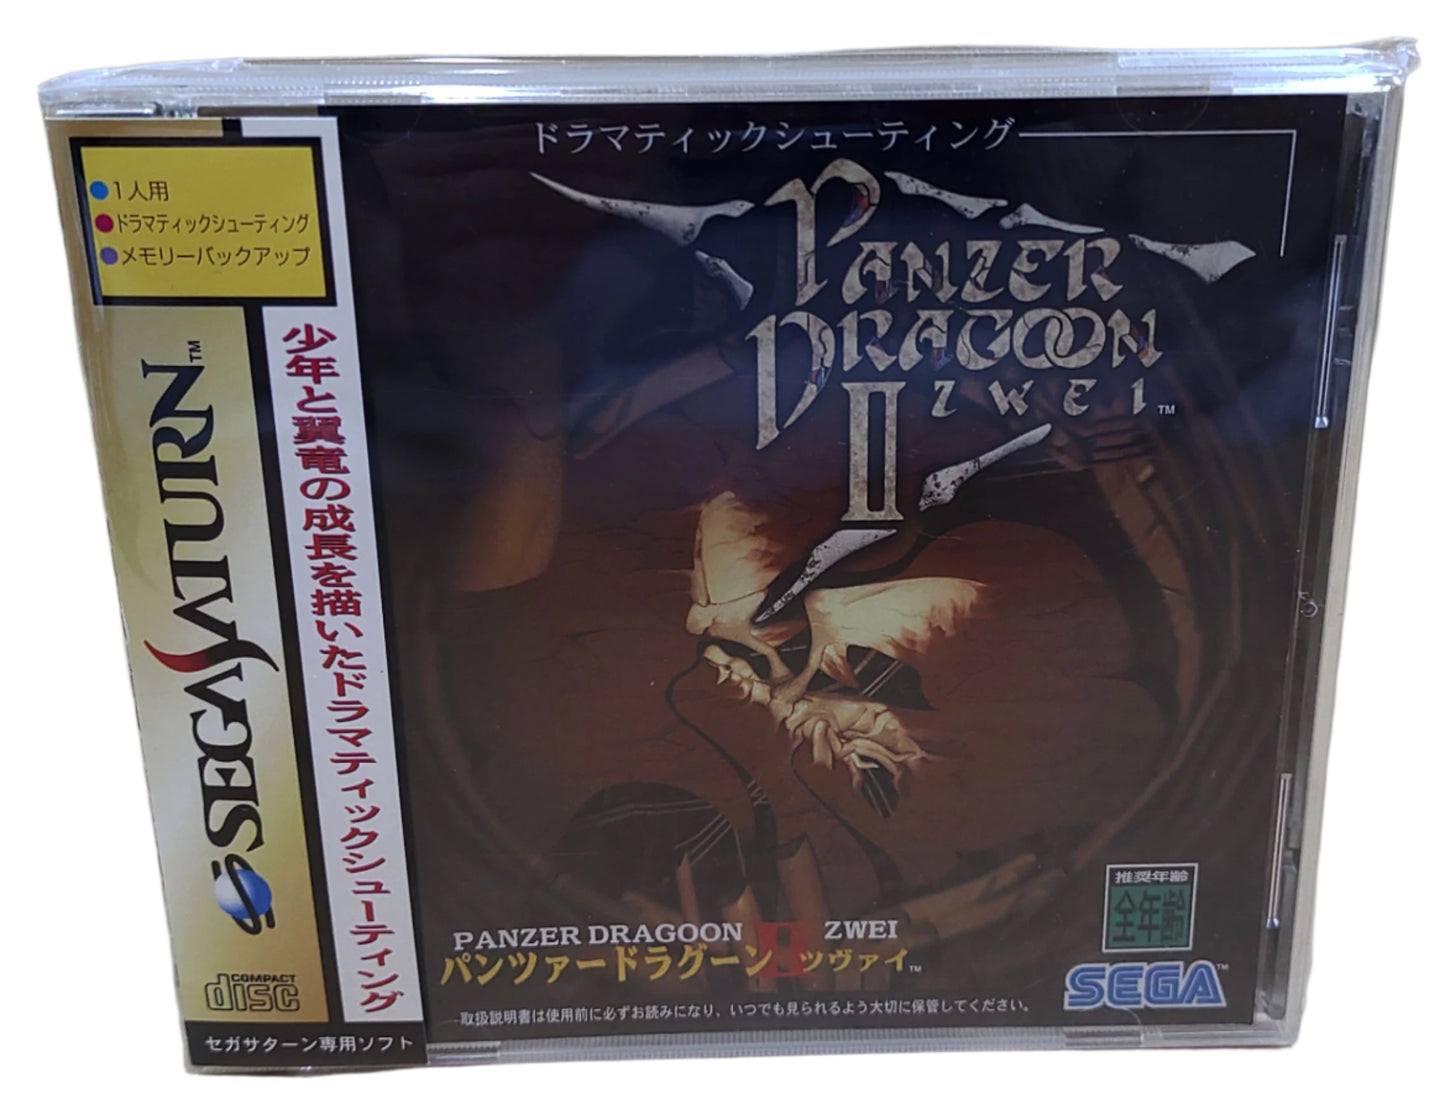 ●1人用
●ドラマティックシューティング
●メモリーバックアップ
SEGA SATURN™
少年と翼竜の成長を描いたドラマティックシューティング
COMPACT
disc
セガサターン専用ソフト
ドラマティックシューティング
PANZER
DRAGOON
II ZWEI™
PANZER DRAGOON II ZWEI
パンツァードラグーン ツヴァイ™
取扱説明書は使用前に必ずお読みになり、いつでも見られるよう大切に保管してください。
推奨年齢
全年齢
SEGA™